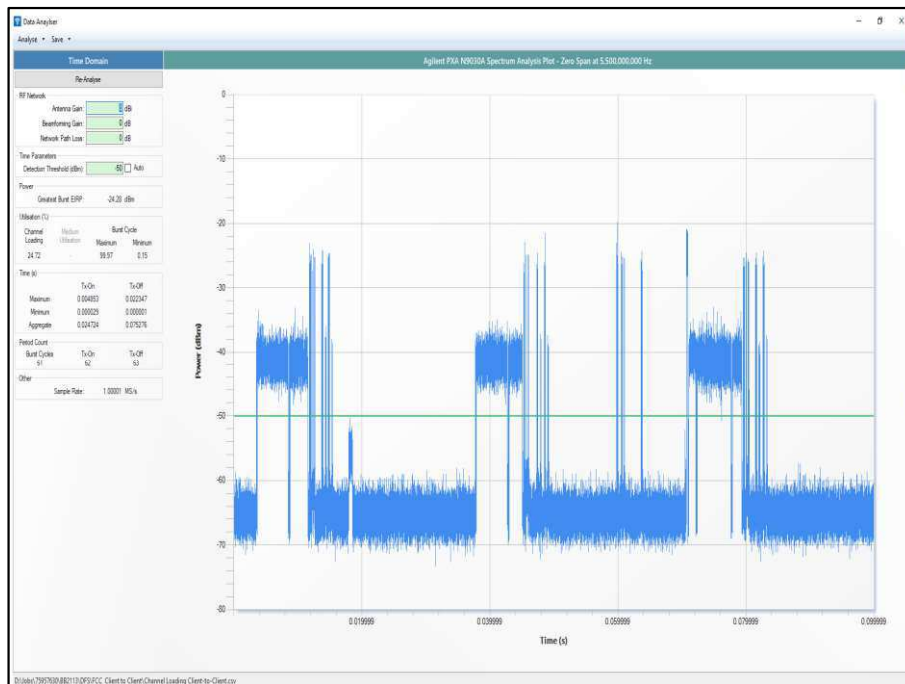 Data Anaylser
Analyse Save
Time Domain
Agilent PXA N9030A Spectrum Analysis Plot - Zero Span at 5,500,000,000 Hz
Re-Analyse
RF Network
Antenna Gain: dBi
Beamforming Gain: 0 dB
Network Path Loss: 0 dB
Time Parameters
Detection Threshold (dBm) -50 Auto
Power
Greatest Burst EIRP: -24.28 dBm
Utilisation (%)
Channel Loading Medium Utilisation Burst Cycle
Maximum Minimum
24.72 - 99.97 0.15
Time (s)
Tx-On Tx-Off
Maximum 0.004053 0.022347
Minimum 0.000029 0.000001
Aggregate 0.024724 0.075276
Period Count
Burst Cycles Tx-On Tx-Off
61 62 63
Other
Sample Rate: 1.00001 MS/s
Power (dBm)
0
-10
-20
-30
-40
-50
-60
-70
-80
0.019999 0.039999 0.059999 0.079999 0.099999
Time (s)